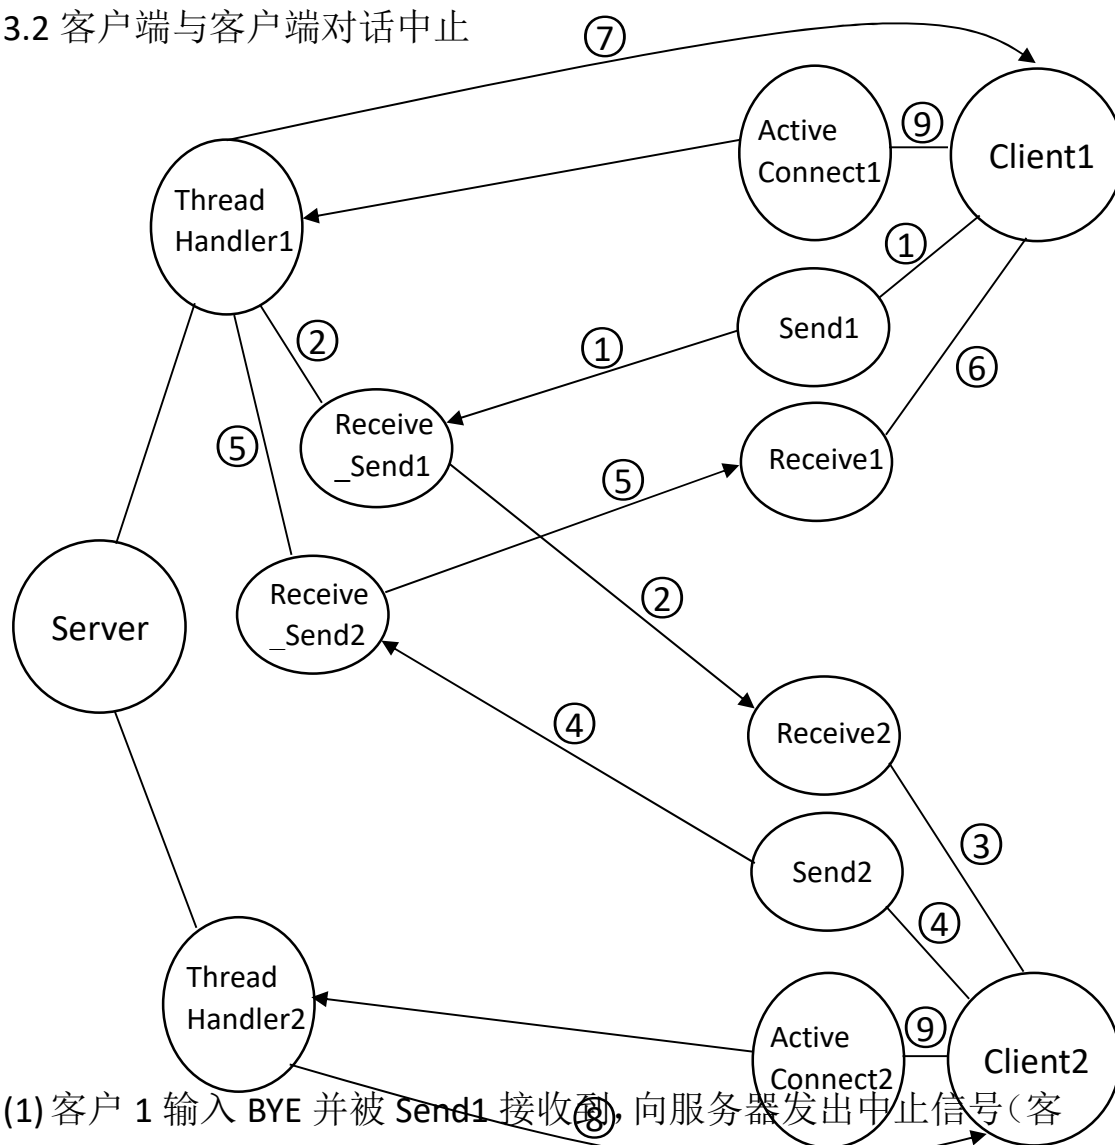 3.2 客户端与客户端对话中止
⑦
Active
Connect1
⑨
Client1
Thread
Handler1
①
Send1
②
①
⑥
Receive
_Send1
⑤
Receive1
⑤
Receive
_Send2
②
Server
④
Receive2
③
Send2
④
Thread
Handler2
Active
Connect2
⑨
Client2
(1) 客户 1 输入 BYE 并被 Send1 接收到，向服务器发出中止信号（客
⑧